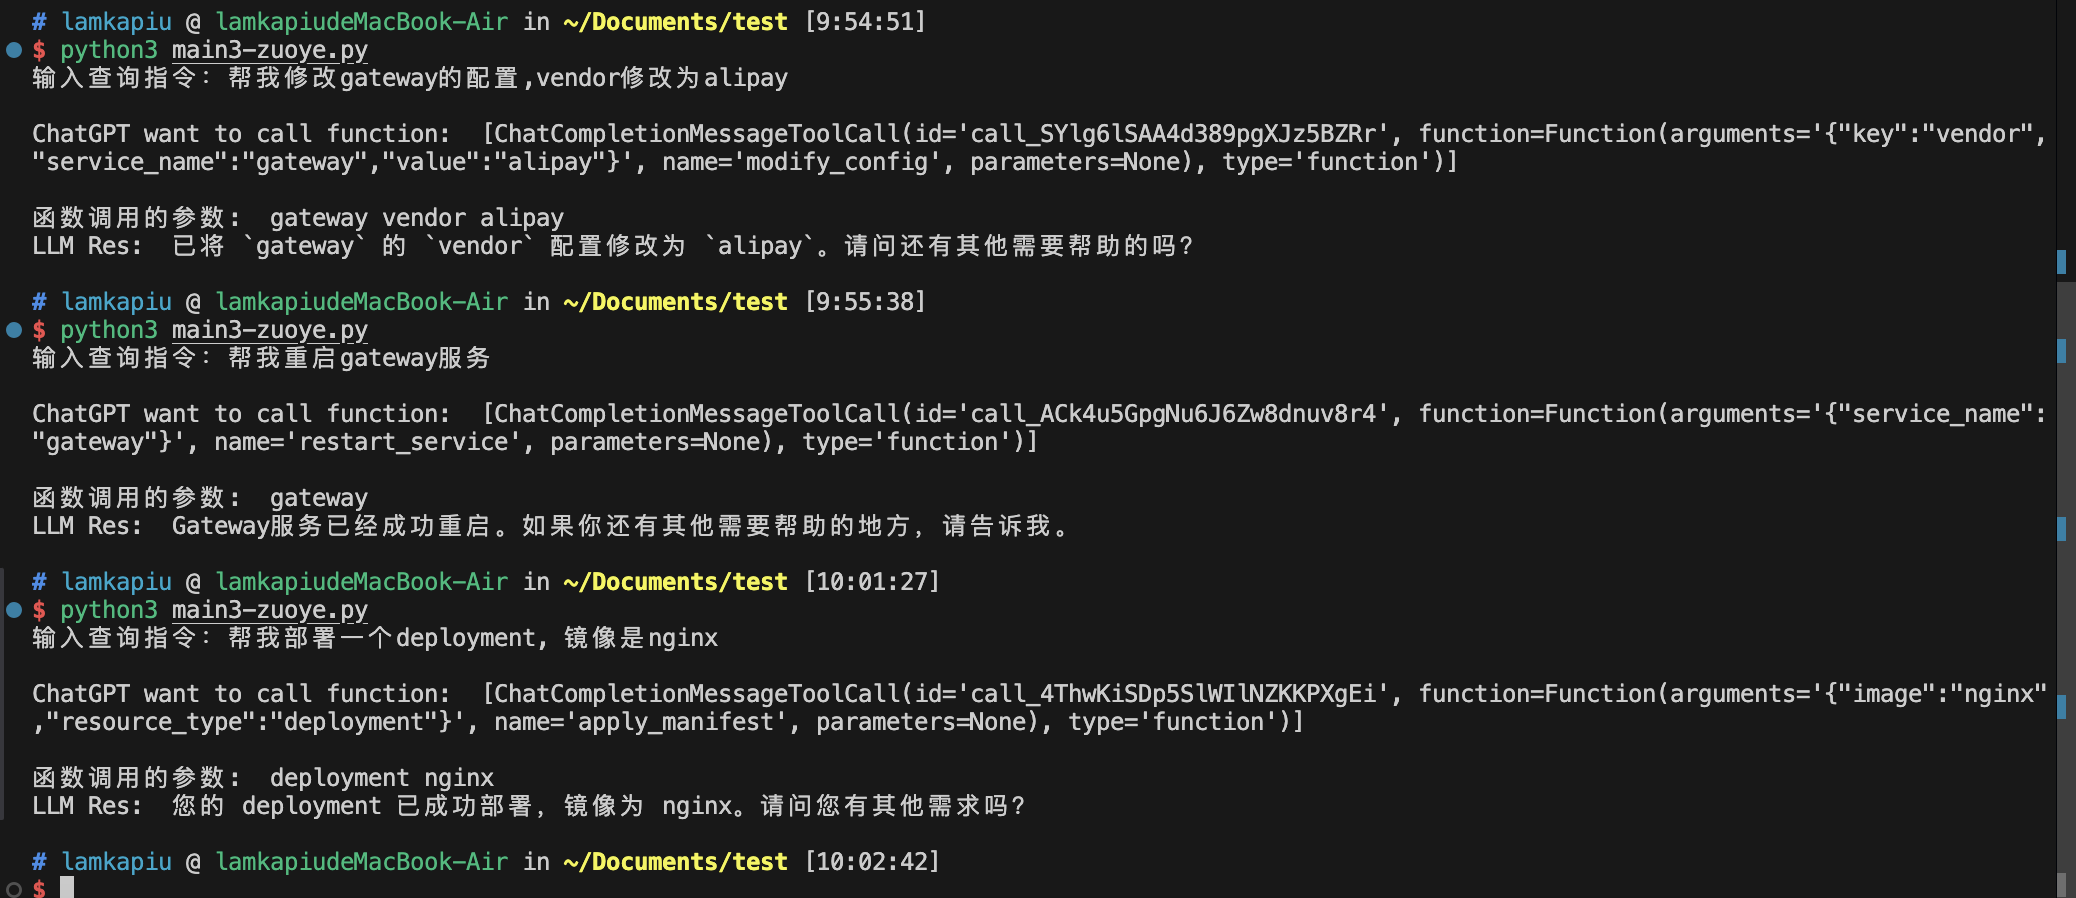 # lamkapiu @ lamkapiudeMacBook-Air in ~/Documents/test [9:54:51]
$ python3 main3-zuoye.py
输入查询指令：帮我修改gateway的配置,vendor修改为alipay
ChatGPT want to call function:  [ChatCompletionMessageToolCall(id='call_SYlg6lSAA4d389pgXJz5BZRr', function=Function(arguments='{"key":"vendor",
"service_name":"gateway","value":"alipay"}', name='modify_config', parameters=None), type='function')]
函数调用的参数:  gateway vendor alipay
LLM Res:  已将 `gateway` 的 `vendor` 配置修改为 `alipay`。请问还有其他需要帮助的吗？
# lamkapiu @ lamkapiudeMacBook-Air in ~/Documents/test [9:55:38]
$ python3 main3-zuoye.py
输入查询指令：帮我重启gateway服务
ChatGPT want to call function:  [ChatCompletionMessageToolCall(id='call_ACk4u5GpgNu6J6Zw8dnuv8r4', function=Function(arguments='{"service_name":
"gateway"}', name='restart_service', parameters=None), type='function')]
函数调用的参数:  gateway
LLM Res:  Gateway服务已经成功重启。如果你还有其他需要帮助的地方，请告诉我。
# lamkapiu @ lamkapiudeMacBook-Air in ~/Documents/test [10:01:27]
$ python3 main3-zuoye.py
输入查询指令：帮我部署一个deployment，镜像是nginx
ChatGPT want to call function:  [ChatCompletionMessageToolCall(id='call_4ThwKiSDp5SlWIlNZKKPXgEi', function=Function(arguments='{"image":"nginx"
,"resource_type":"deployment"}', name='apply_manifest', parameters=None), type='function')]
函数调用的参数:  deployment nginx
LLM Res:  您的 deployment 已成功部署，镜像为 nginx。请问您有其他需求吗？
# lamkapiu @ lamkapiudeMacBook-Air in ~/Documents/test [10:02:42]
$